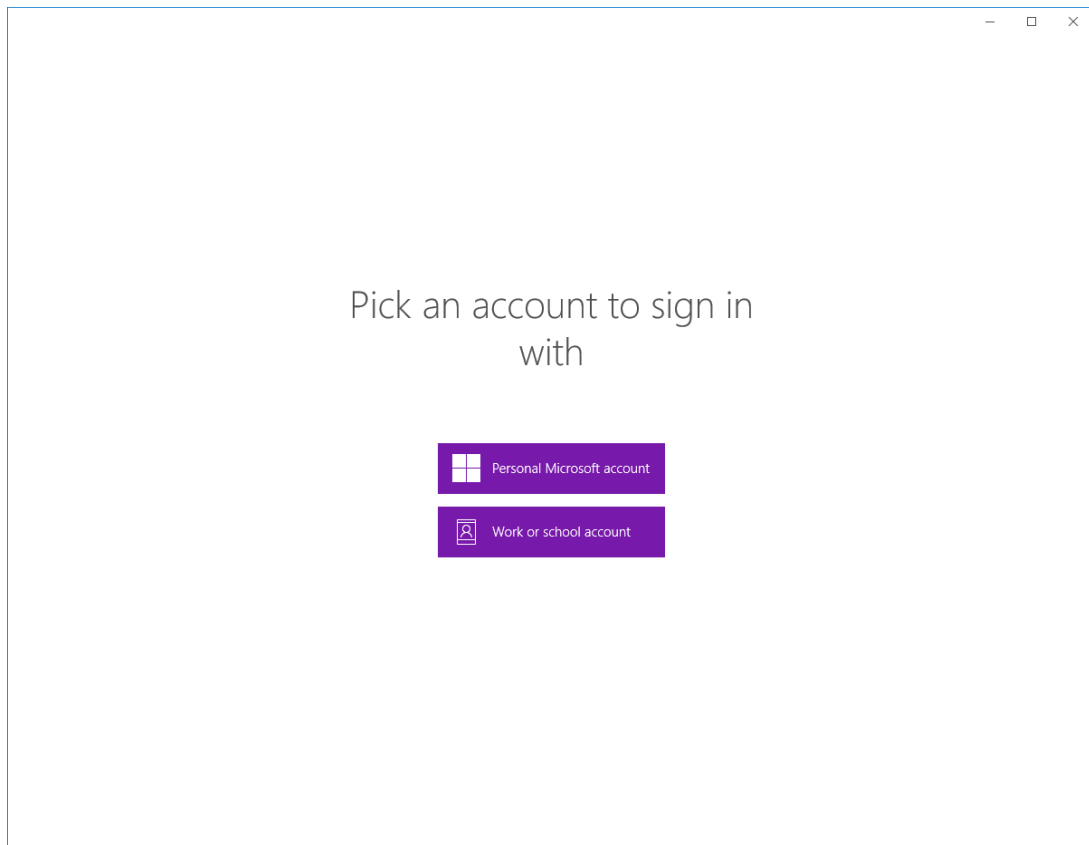 Pick an account to sign in
with
Personal Microsoft account
Work or school account